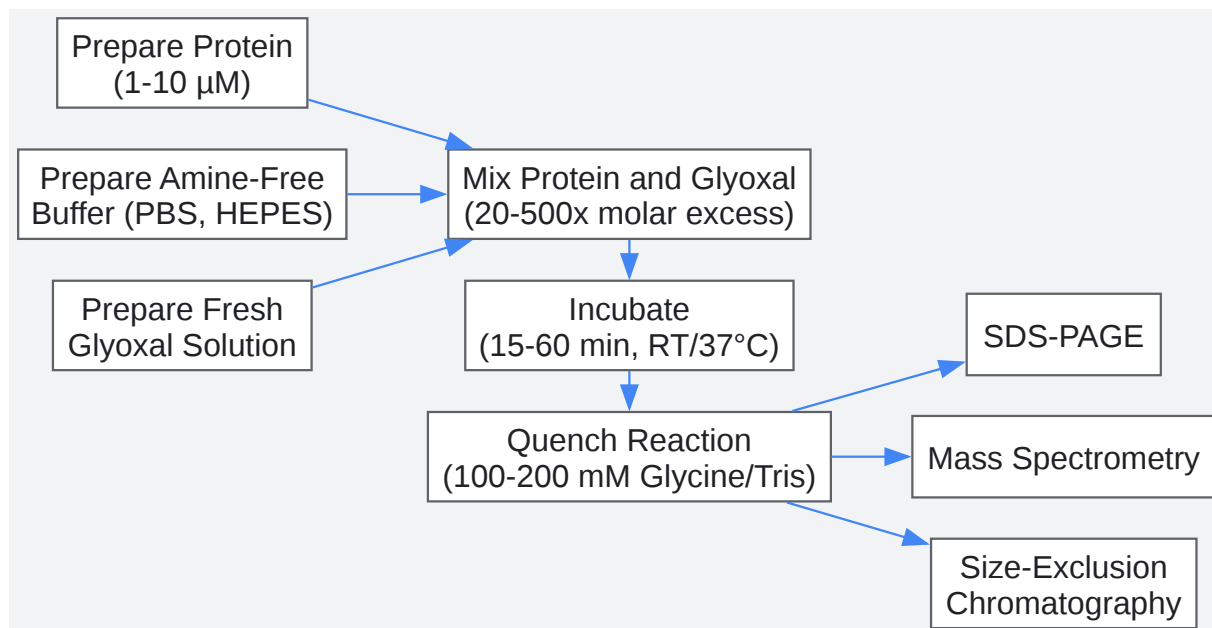 Prepare Protein
(1-10 µM)
Prepare Amine-Free
Buffer (PBS, HEPES)
Prepare Fresh
Glyoxal Solution
Mix Protein and Glyoxal
(20-500x molar excess)
Incubate
(15-60 min, RT/37°C)
Quench Reaction
(100-200 mM Glycine/Tris)
SDS-PAGE
Mass Spectrometry
Size-Exclusion
Chromatography